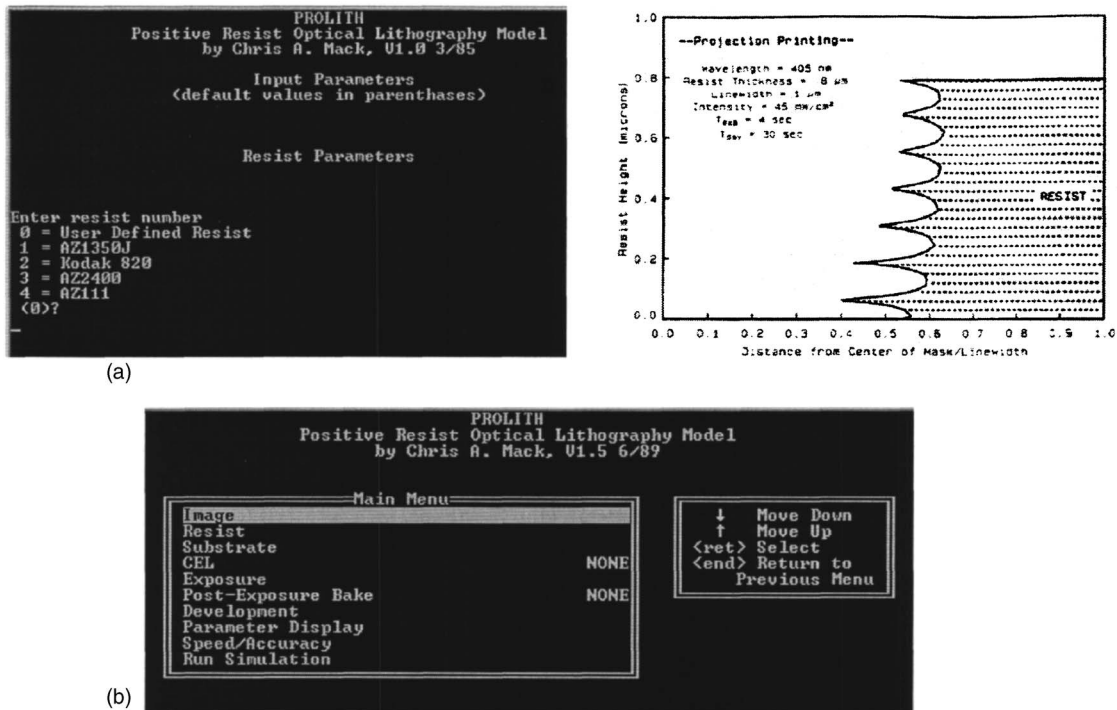 PROLITH
Positive Resist Optical Lithography Model
by Chris A. Mack, V1.0 3/85
Input Parameters
(default values in parenthases)
Resist Parameters
Enter resist number
0 = User Defined Resist
1 = AZ1350J
2 = Kodak 820
3 = AZ2400
4 = AZ111
(0)?
--Projection Printing--
Wavelength = 405 nm
Resist Thickness = .8 μm
Linewidth = 1 μm
Intensity = 45 mW/cm²
= 4 sec
= 30 sec
RESIST
Resist Height (microns)
1.0
0.8
0.6
0.4
0.2
0.0
0.0 0.1 0.2 0.3 0.4 0.5 0.6 0.7 0.8 0.9 1.0
Distance from Center of Mask/Linewidth
(a)
PROLITH
Positive Resist Optical Lithography Model
by Chris A. Mack, V1.5 6/89
Main Menu
Image
Resist
Substrate
CEL NONE
Exposure
Post-Exposure Bake NONE
Development
Parameter Display
Speed/Accuracy
Run Simulation
↓ Move Down
↑ Move Up
<ret> Select
<end> Return to
Previous Menu
(b)